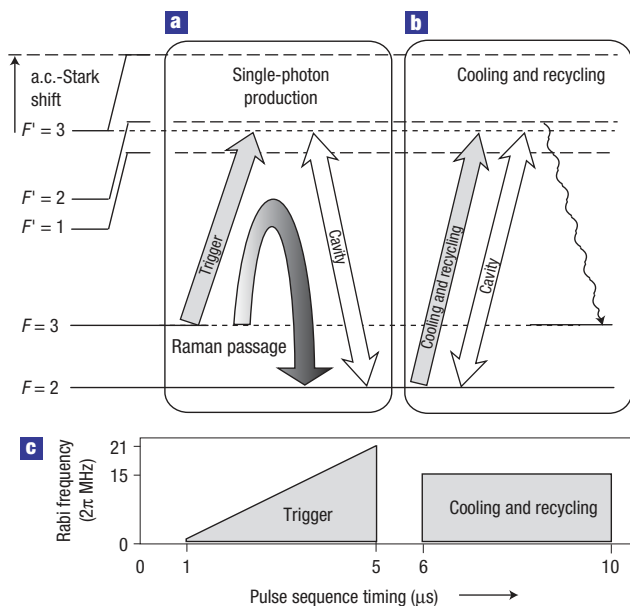 a
b
a.c.-Stark
shift
Single-photon
production
Cooling and recycling
F' = 3
F' = 2
F' = 1
Trigger
Cavity
Cooling and recycling
Cavity
F = 3
Raman passage
F = 2
c
Rabi frequency
(2π MHz)
21
15
0
Trigger
Cooling and recycling
0
1
5
6
10
Pulse sequence timing (μs)